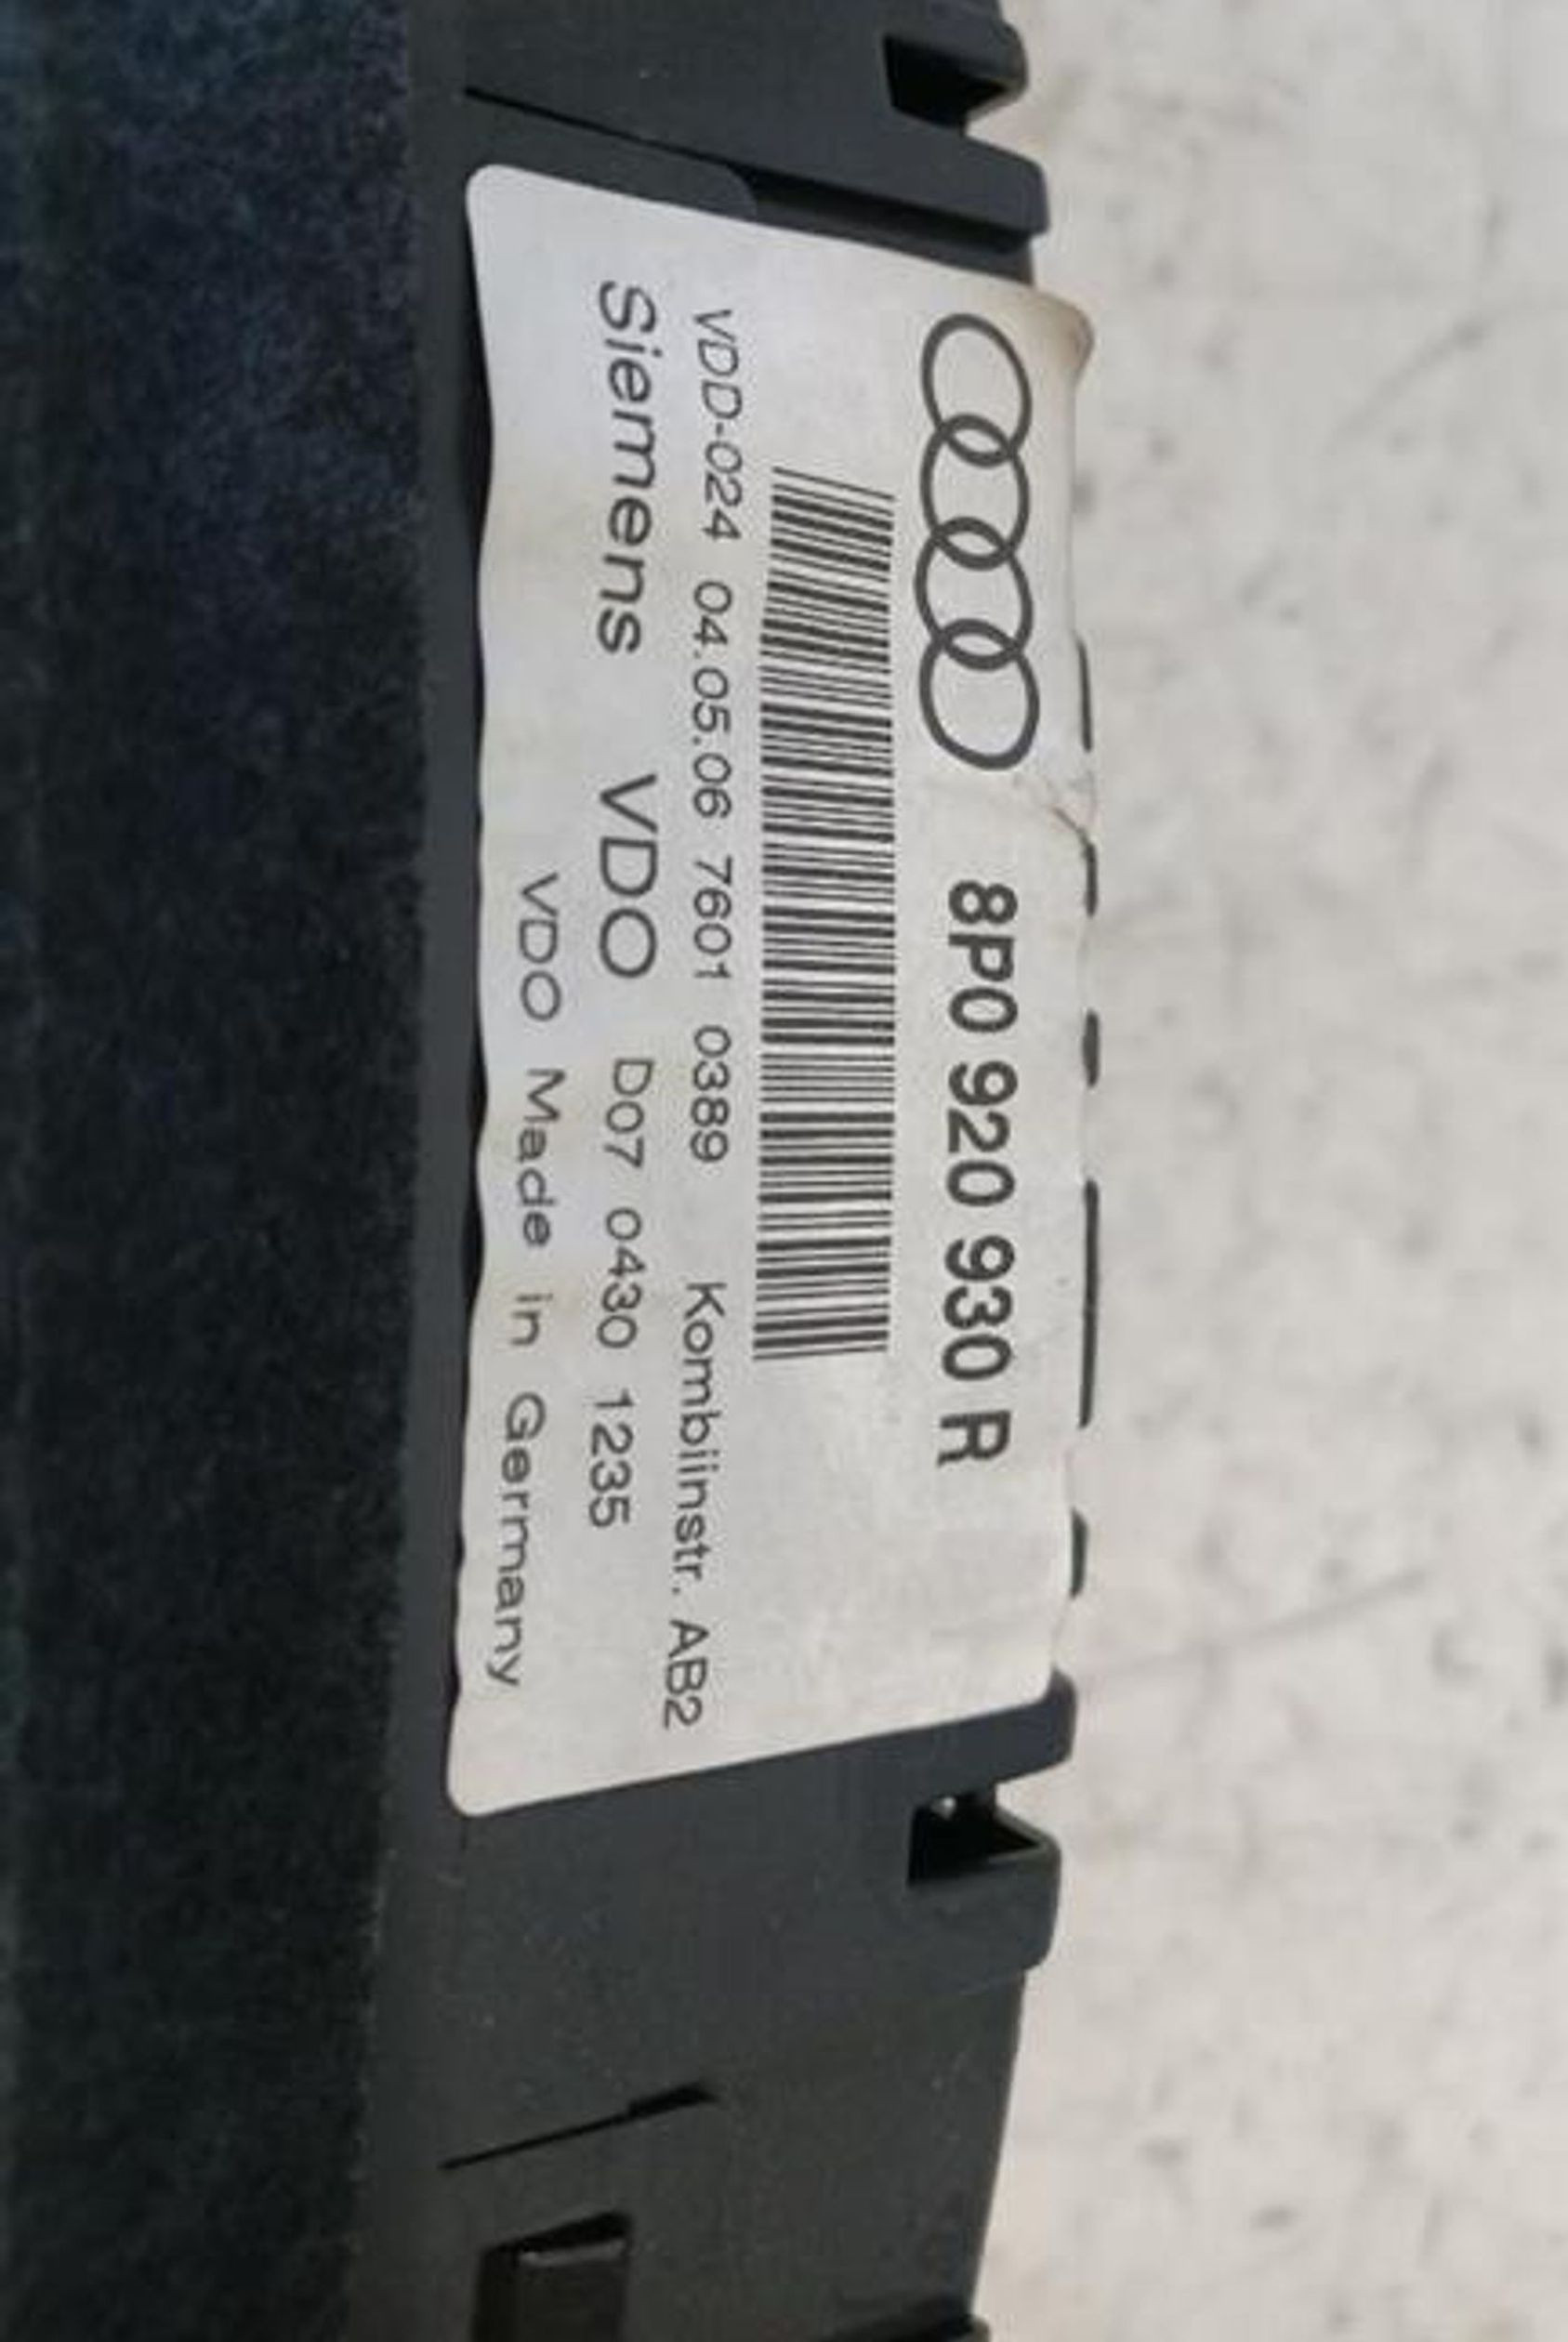 8P0 920 930 R
VDD-024 04.05.06 7601 0389 Kombiinstr. AB2
Siemens VDO D07 0430 1235
VDO Made in Germany